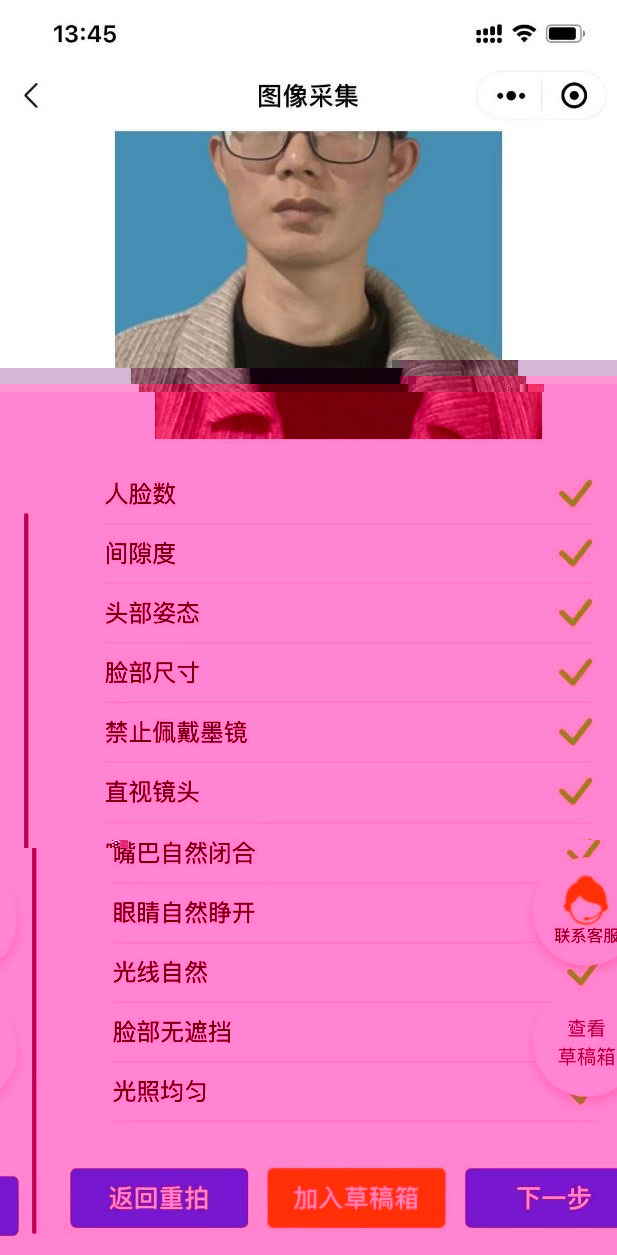 13:45
图像采集
人脸数
间隙度
头部姿态
脸部尺寸
禁止佩戴墨镜
直视镜头
嘴巴自然闭合
眼睛自然睁开
联系客服
光线自然
查看
草稿箱
脸部无遮挡
光照均匀
返回重拍
加入草稿箱
下一步